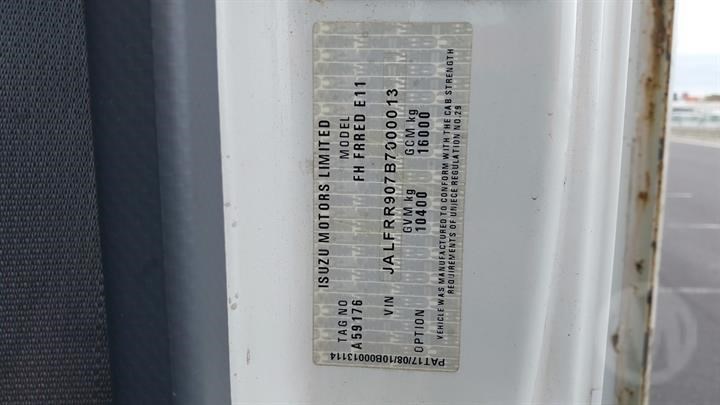 ISUZU MOTORS LIMITED
TAG NO MODEL
A59176 FH FRRED E11
VIN JALFRR907B7000013
GVM kg GCM kg
OPTION 10400 16000
VEHICLE WAS MANUFACTURED TO CONFORM WITH THE CAB STRENGTH
REQUIREMENTS OF UN/ECE REGULATION NO.29
PAT17/08/10B000013114